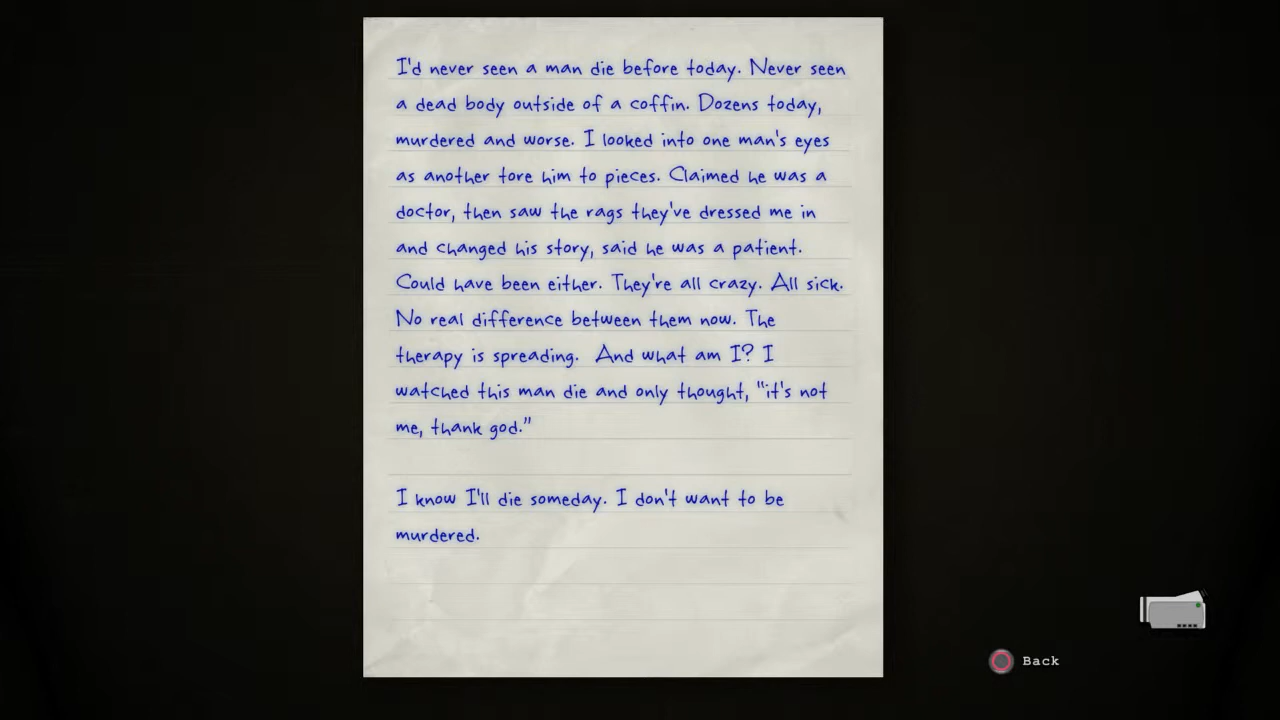 I'd never seen a man die before today. Never seen
a dead body outside of a coffin. Dozens today,
murdered and worse. I looked into one man's eyes
as another tore him to pieces. Claimed he was a
doctor, then saw the rags they've dressed me in
and changed his story, said he was a patient.
Could have been either. They're all crazy. All sick.
No real difference between them now. The
therapy is spreading. And what am I? I
watched this man die and only thought, "it's not
me, thank god."
I know I'll die someday. I don't want to be
murdered.
Back